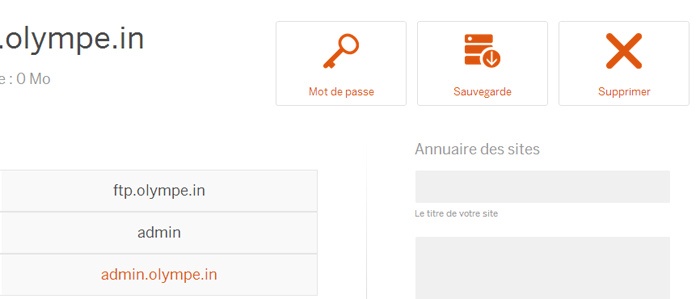 .olympe.in
e : 0 Mo
Mot de passe
Sauvegarde
Supprimer
ftp.olympe.in
admin
admin.olympe.in
Annuaire des sites
Le titre de votre site